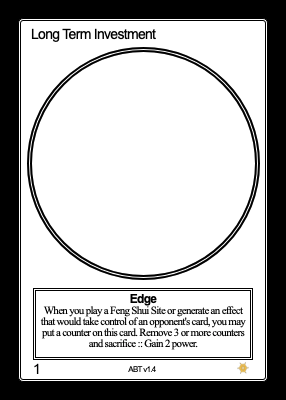 Long Term Investment
Edge
When you play a Feng Shui Site or generate an effect
that would take control of an opponent's card, you may
put a counter on this card. Remove 3 or more counters
and sacrifice :: Gain 2 power.
1
ABT v1.4